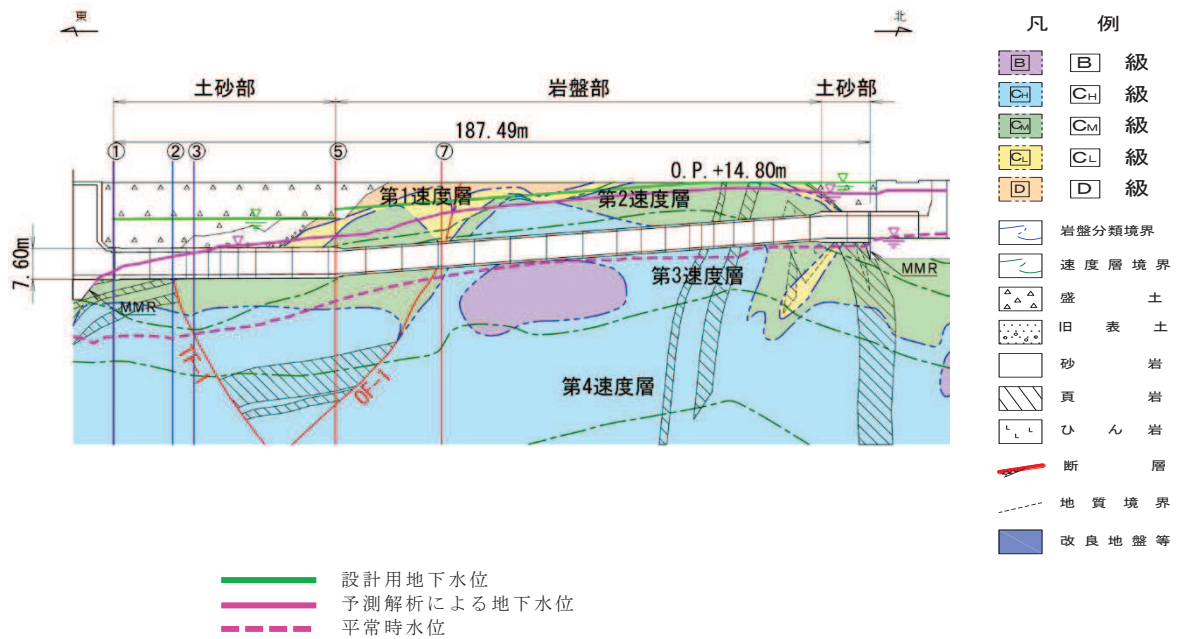 東
北
土砂部
岩盤部
土砂部
187.49m
① ② ③ ⑤ ⑦
O.P.+14.80m
第1速度層
第2速度層
第3速度層
第4速度層
7.60m
MMR
MMR
TF-1
OF-1
凡 例
B B 級
CH CH 級
CM CM 級
CL CL 級
D D 級
岩盤分類境界
速度層境界
盛 土
旧 表 土
砂 岩
頁 岩
ひ ん 岩
断 層
地 質 境 界
改 良 地 盤 等
設計用地下水位
予測解析による地下水位
平常時水位